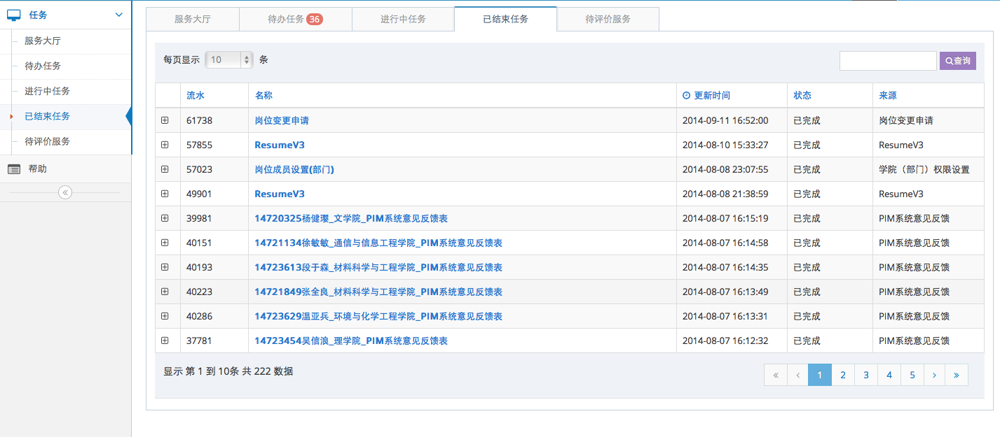 任务
服务大厅
待办任务
进行中任务
已结束任务
待评价服务
帮助
服务大厅 待办任务 36 进行中任务 已结束任务 待评价服务
每页显示 10 条 查询
流水 名称 更新时间 状态 来源
61738 岗位变更申请 2014-09-11 16:52:00 已完成 岗位变更申请
57855 ResumeV3 2014-08-10 15:33:27 已完成 ResumeV3
57023 岗位成员设置(部门) 2014-08-08 23:07:55 已完成 学院（部门）权限设置
49901 ResumeV3 2014-08-08 21:38:59 已完成 ResumeV3
39981 14720325杨健璎_文学院_PIM系统意见反馈表 2014-08-07 16:15:19 已完成 PIM系统意见反馈
40151 14721134徐敏敏_通信与信息工程学院_PIM系统意见反馈表 2014-08-07 16:14:58 已完成 PIM系统意见反馈
40193 14723613段于森_材料科学与工程学院_PIM系统意见反馈表 2014-08-07 16:14:35 已完成 PIM系统意见反馈
40223 14721849张全良_材料科学与工程学院_PIM系统意见反馈表 2014-08-07 16:13:49 已完成 PIM系统意见反馈
40286 14723629温亚兵_环境与化学工程学院_PIM系统意见反馈表 2014-08-07 16:13:31 已完成 PIM系统意见反馈
37781 14723454吴信浪_理学院_PIM系统意见反馈表 2014-08-07 16:12:32 已完成 PIM系统意见反馈
显示 第 1 到 10条 共 222 数据 « ‹ 1 2 3 4 5 › »